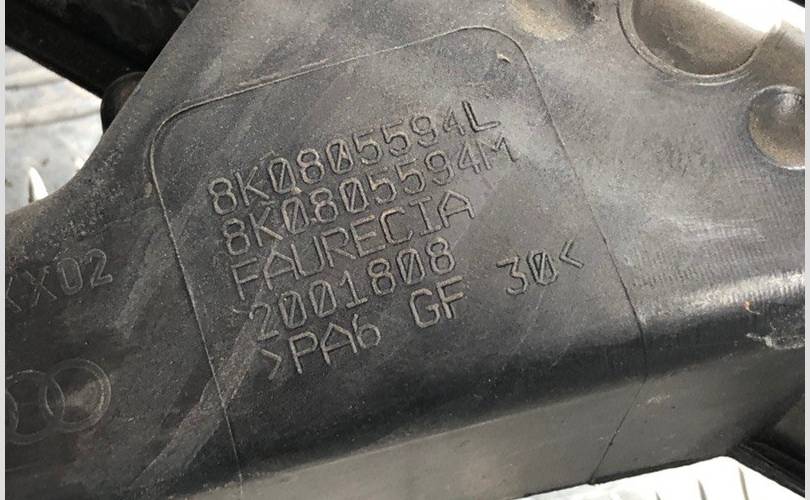 8K0805594L
8K0805594M
FAURECIA
2001808
>PA6 GF 30<
XX02